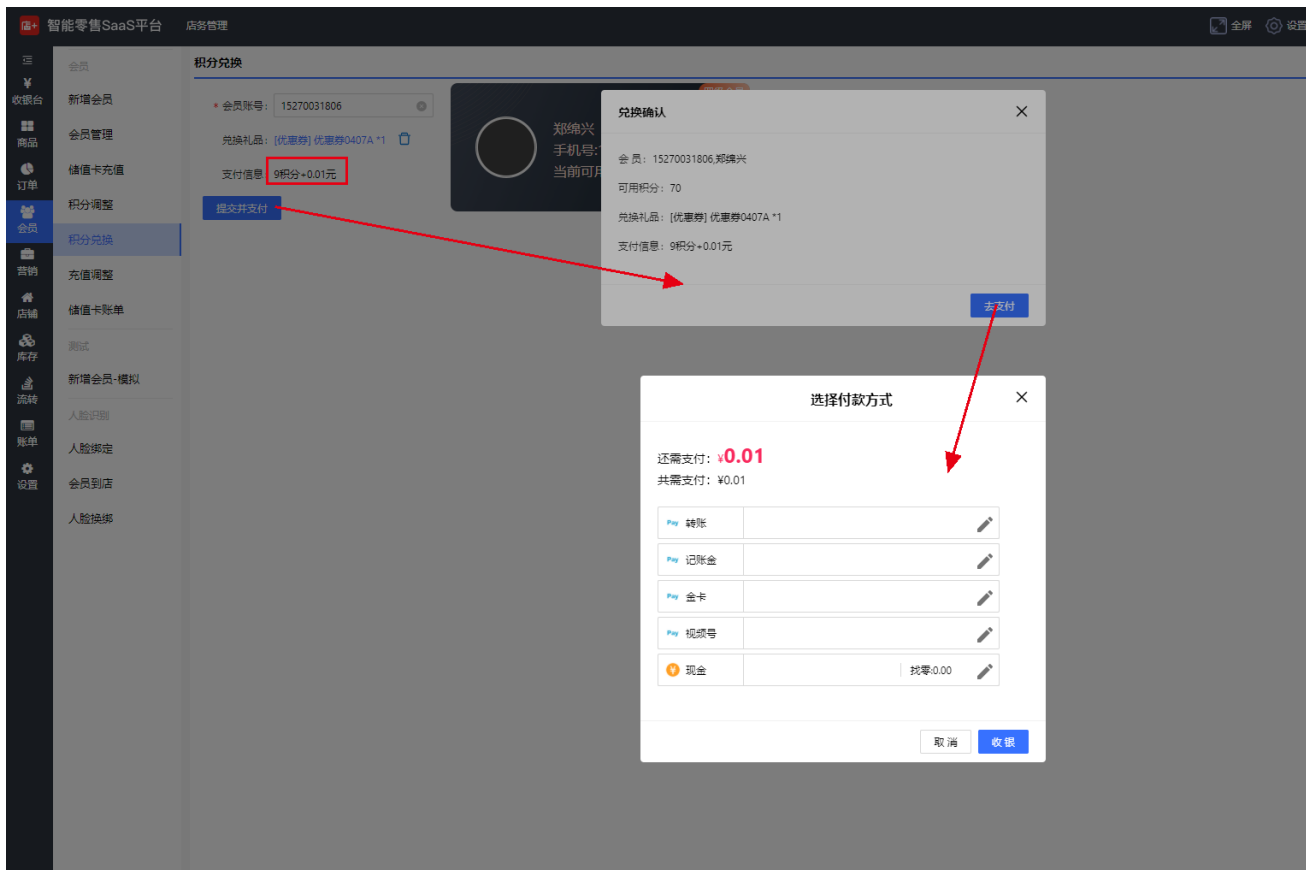 店+ 智能零售SaaS平台 店务管理 全屏 设置
收银台
商品
订单
会员
营销
店铺
库存
流转
账单
设置
会员
新增会员
会员管理
储值卡充值
积分调整
积分兑换
充值调整
储值卡账单
测试
新增会员-模拟
人脸识别
人脸绑定
会员到店
人脸换绑
积分兑换
* 会员账号: 15270031806
兑换礼品: [优惠券] 优惠券0407A *1
支付信息 9积分+0.01元
提交并支付
郑绵兴
手机号:
当前可用
兑换确认
会 员: 15270031806,郑绵兴
可用积分: 70
兑换礼品: [优惠券] 优惠券0407A *1
支付信息: 9积分+0.01元
去支付
选择付款方式
还需支付: ¥0.01
共需支付: ¥0.01
Pay 转账
Pay 记账金
Pay 金卡
Pay 视频号
¥ 现金 找零:0.00
取 消 收 银